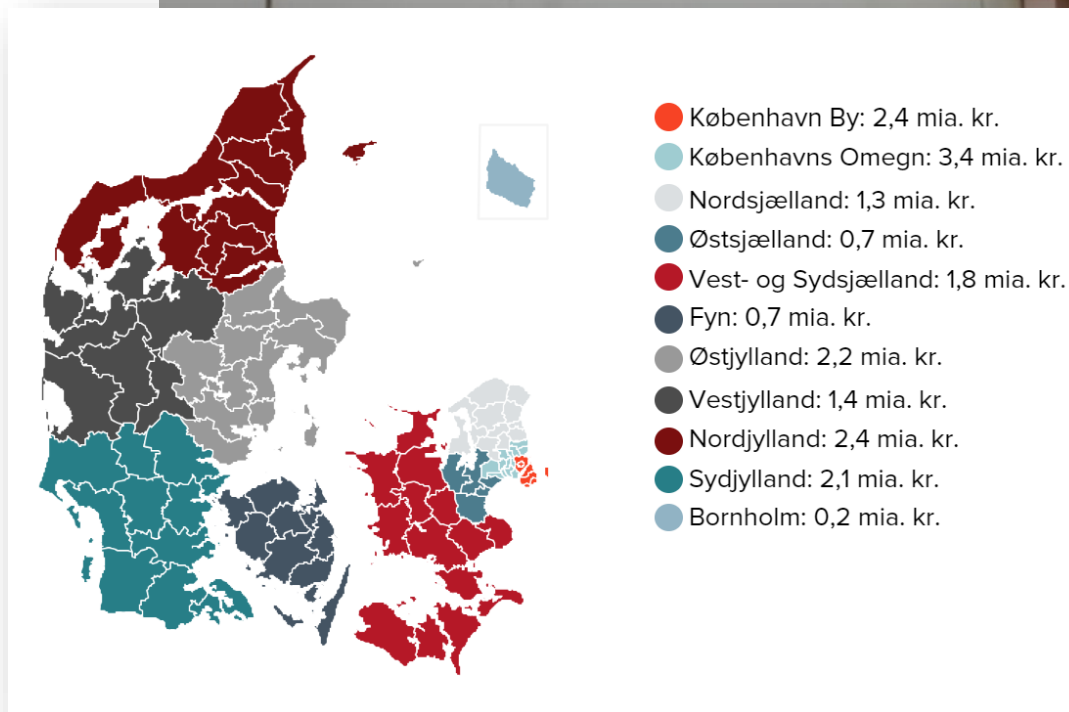 København By: 2,4 mia. kr.
Københavns Omegn: 3,4 mia. kr.
Nordsjælland: 1,3 mia. kr.
Østsjælland: 0,7 mia. kr.
Vest- og Sydsjælland: 1,8 mia. kr.
Fyn: 0,7 mia. kr.
Østjylland: 2,2 mia. kr.
Vestjylland: 1,4 mia. kr.
Nordjylland: 2,4 mia. kr.
Sydjylland: 2,1 mia. kr.
Bornholm: 0,2 mia. kr.